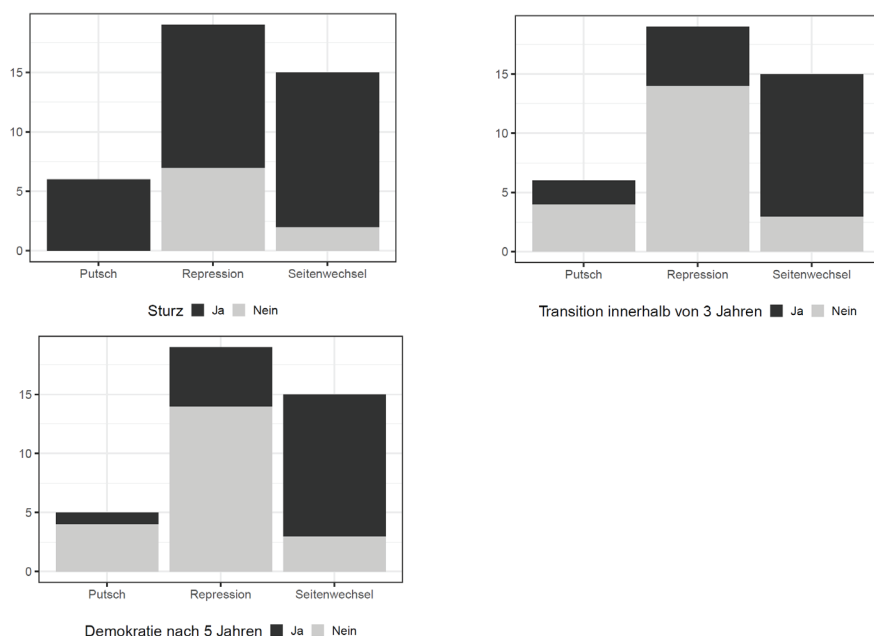 15
10
5
0
Putsch Repression Seitenwechsel
Sturz Ja Nein
15
10
5
0
Putsch Repression Seitenwechsel
Transition innerhalb von 3 Jahren Ja Nein
15
10
5
0
Putsch Repression Seitenwechsel
Demokratie nach 5 Jahren Ja Nein